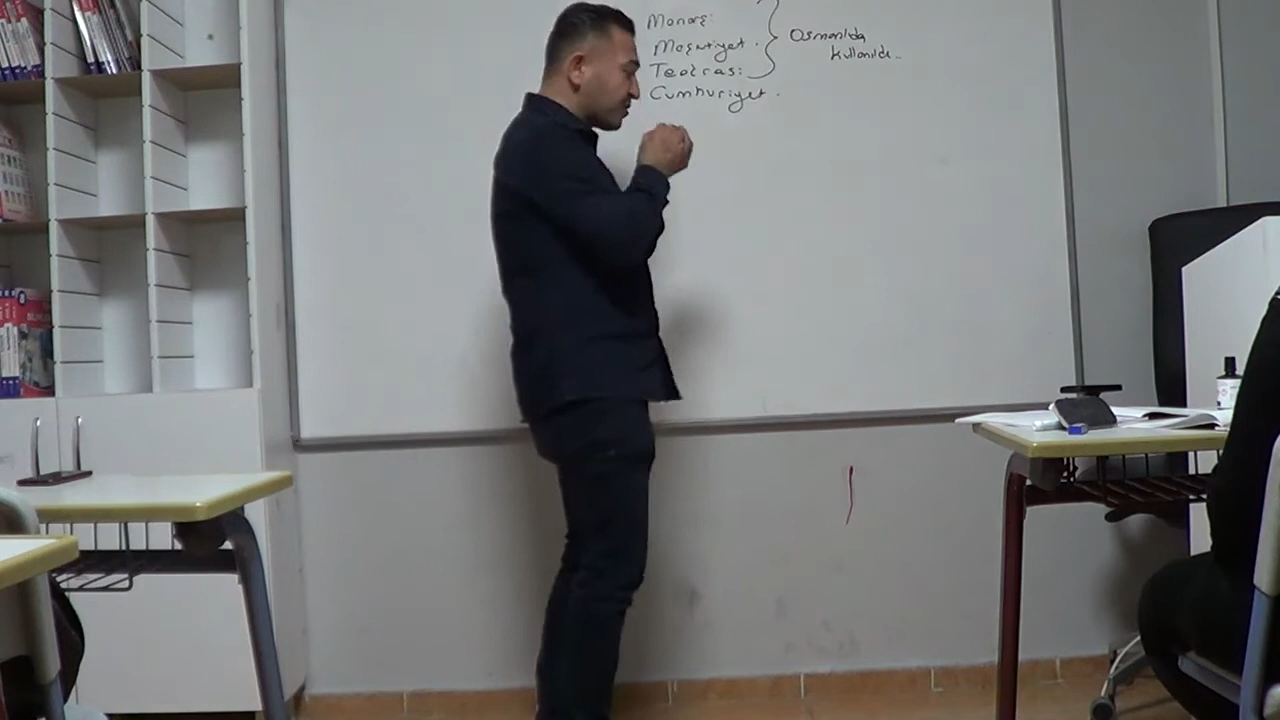 Monarşi
Meşrutiyet.
Teokrasi:
Cumhuriyet.
Osmanlıda
kullanıldı..